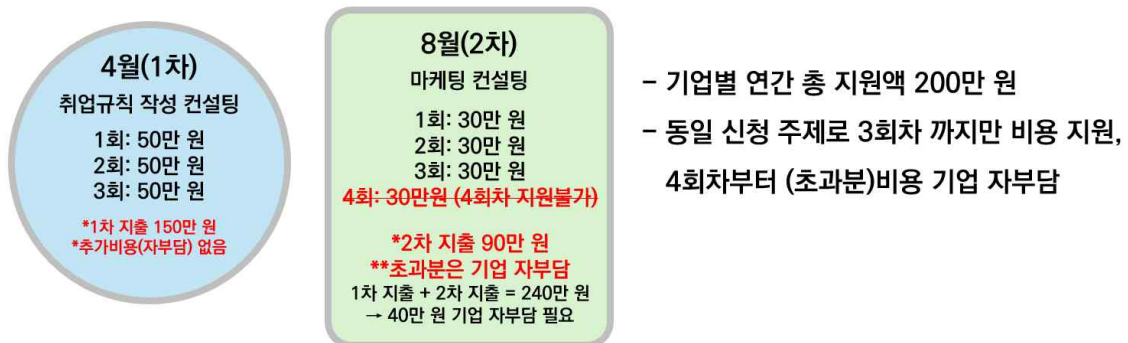 4월(1차)
취업규칙 작성 컨설팅
1회: 50만 원
2회: 50만 원
3회: 50만 원
*1차 지출 150만 원
*추가비용(자부담) 없음
8월(2차)
마케팅 컨설팅
1회: 30만 원
2회: 30만 원
3회: 30만 원
4회: 30만원 (4회차 지원불가)
*2차 지출 90만 원
**초과분은 기업 자부담
1차 지출 + 2차 지출 = 240만 원
→ 40만 원 기업 자부담 필요
- 기업별 연간 총 지원액 200만 원
- 동일 신청 주제로 3회차 까지만 비용 지원,
4회차부터 (초과분)비용 기업 자부담